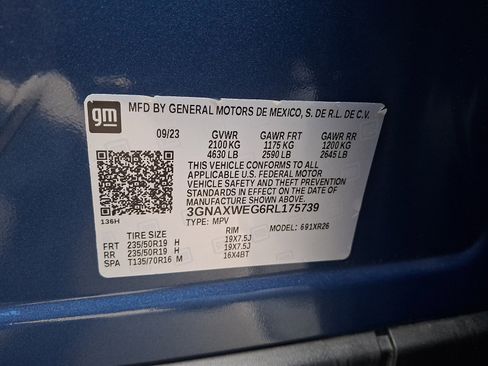 gm
MFD BY GENERAL MOTORS DE MEXICO, S. DE R.L. DE C.V.
09/23 GVWR GAWR FRT GAWR RR
2100 KG 1175 KG 1200 KG
4630 LB 2590 LB 2645 LB
THIS VEHICLE CONFORMS TO ALL
APPLICABLE U.S. FEDERAL MOTOR
VEHICLE SAFETY AND THEFT PREVENTION
STANDARDS IN EFFECT ON THE DATE OF
MANUFACTURE SHOWN ABOVE.
3GNAXWEG6RL175739
TYPE: MPV MODEL: 691XR26
136H
TIRE SIZE RIM
FRT 235/50R19 H 19X7.5J
RR 235/50R19 H 19X7.5J
SPA T135/70R16 M 16X4BT